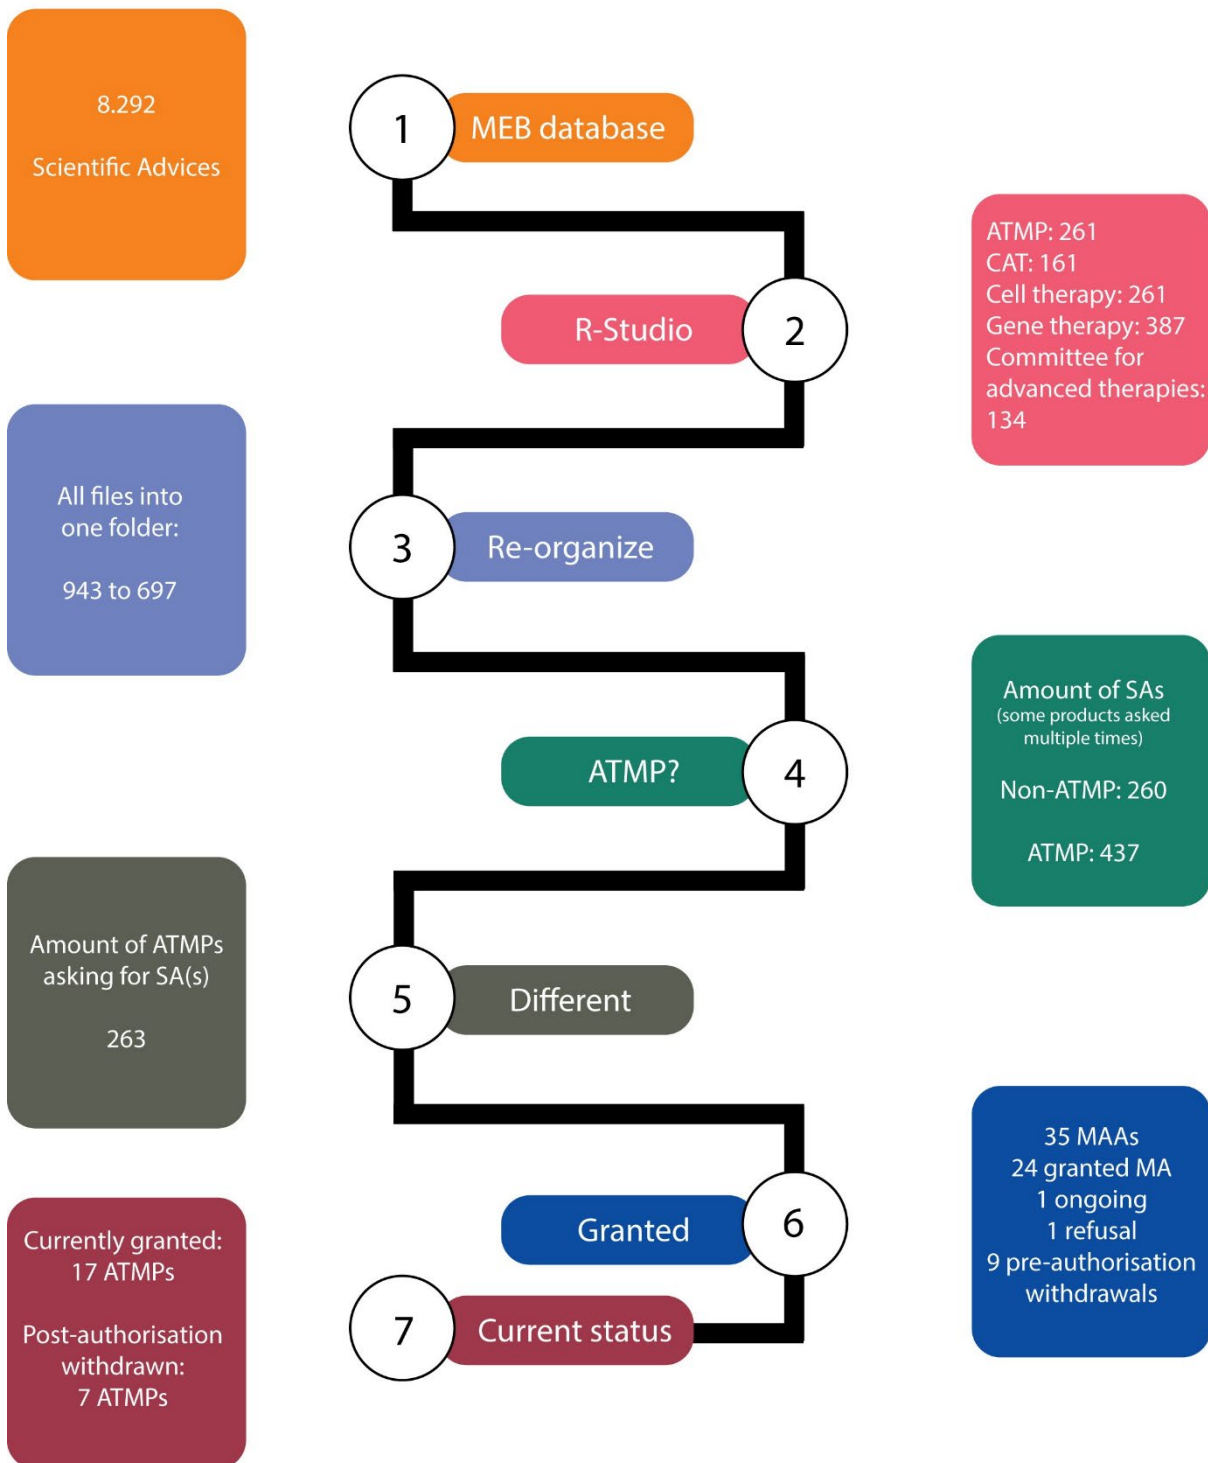 8.292
Scientific Advices
1
MEB database
R-Studio
2
ATMP: 261
CAT: 161
Cell therapy: 261
Gene therapy: 387
Committee for
advanced therapies:
134
All files into
one folder:
943 to 697
3
Re-organize
ATMP?
4
Amount of SAs
(some products asked
multiple times)
Non-ATMP: 260
ATMP: 437
Amount of ATMPs
asking for SA(s)
263
5
Different
Granted
6
35 MAAs
24 granted MA
1 ongoing
1 refusal
9 pre-authorisation
withdrawals
Currently granted:
17 ATMPs
Post-authorisation
withdrawn:
7 ATMPs
7
Current status